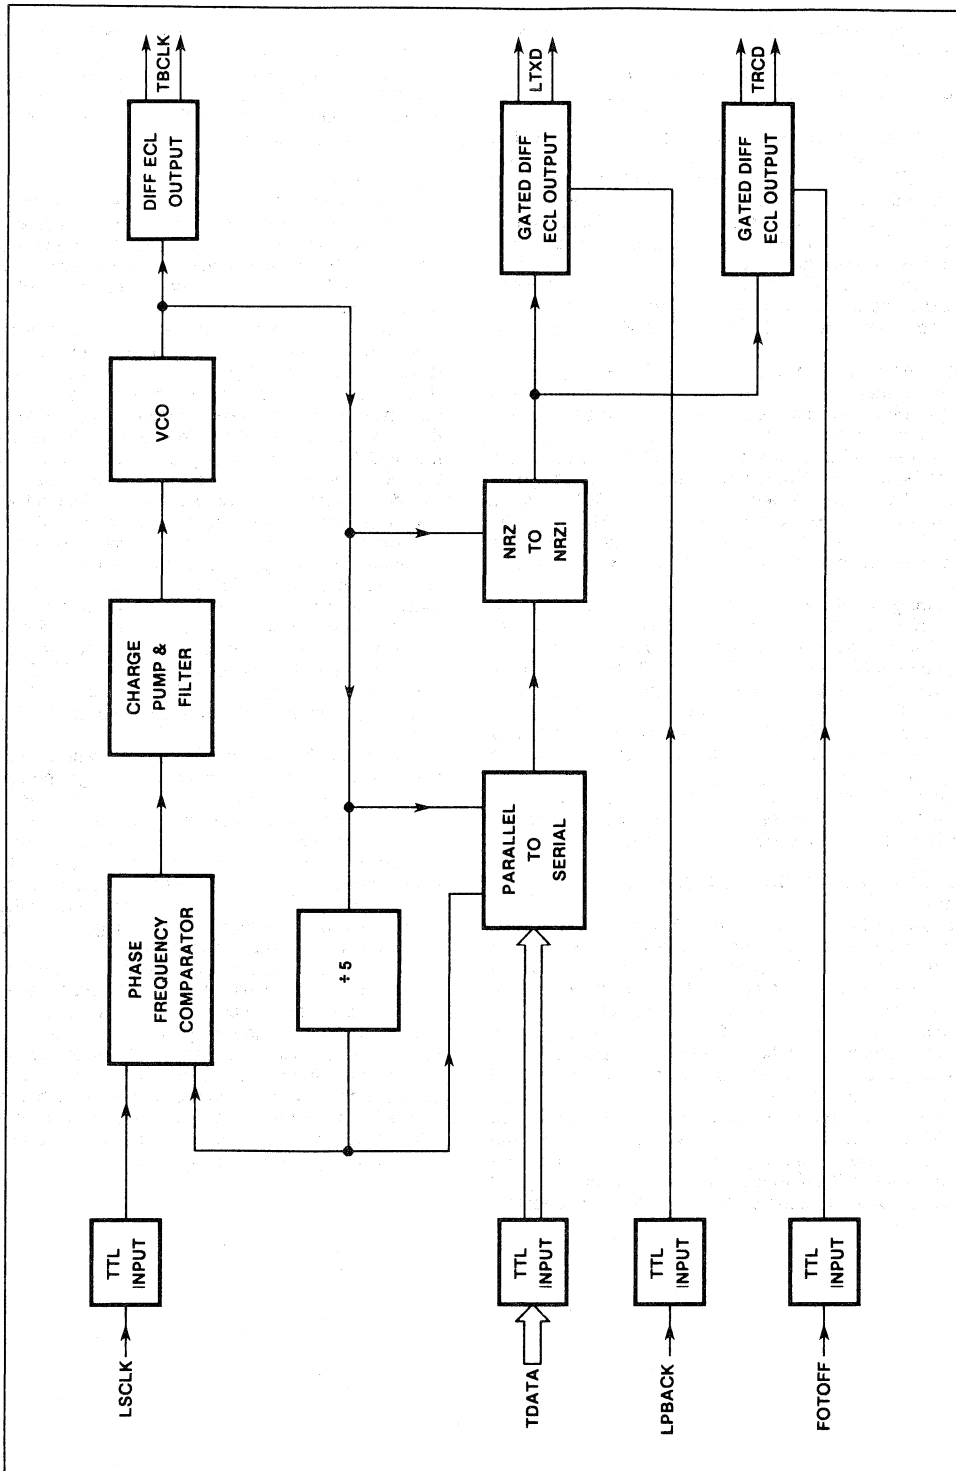 LSCLK
TTL
INPUT
PHASE
FREQUENCY
COMPARATOR
CHARGE
PUMP &
FILTER
VCO
DIFF ECL
OUTPUT
TBCLK
÷ 5
TDATA
TTL
INPUT
PARALLEL
TO
SERIAL
NRZ
TO
NRZI
GATED DIFF
ECL OUTPUT
LTXD
LPBACK
TTL
INPUT
GATED DIFF
ECL OUTPUT
TRCD
FOTOFF
TTL
INPUT